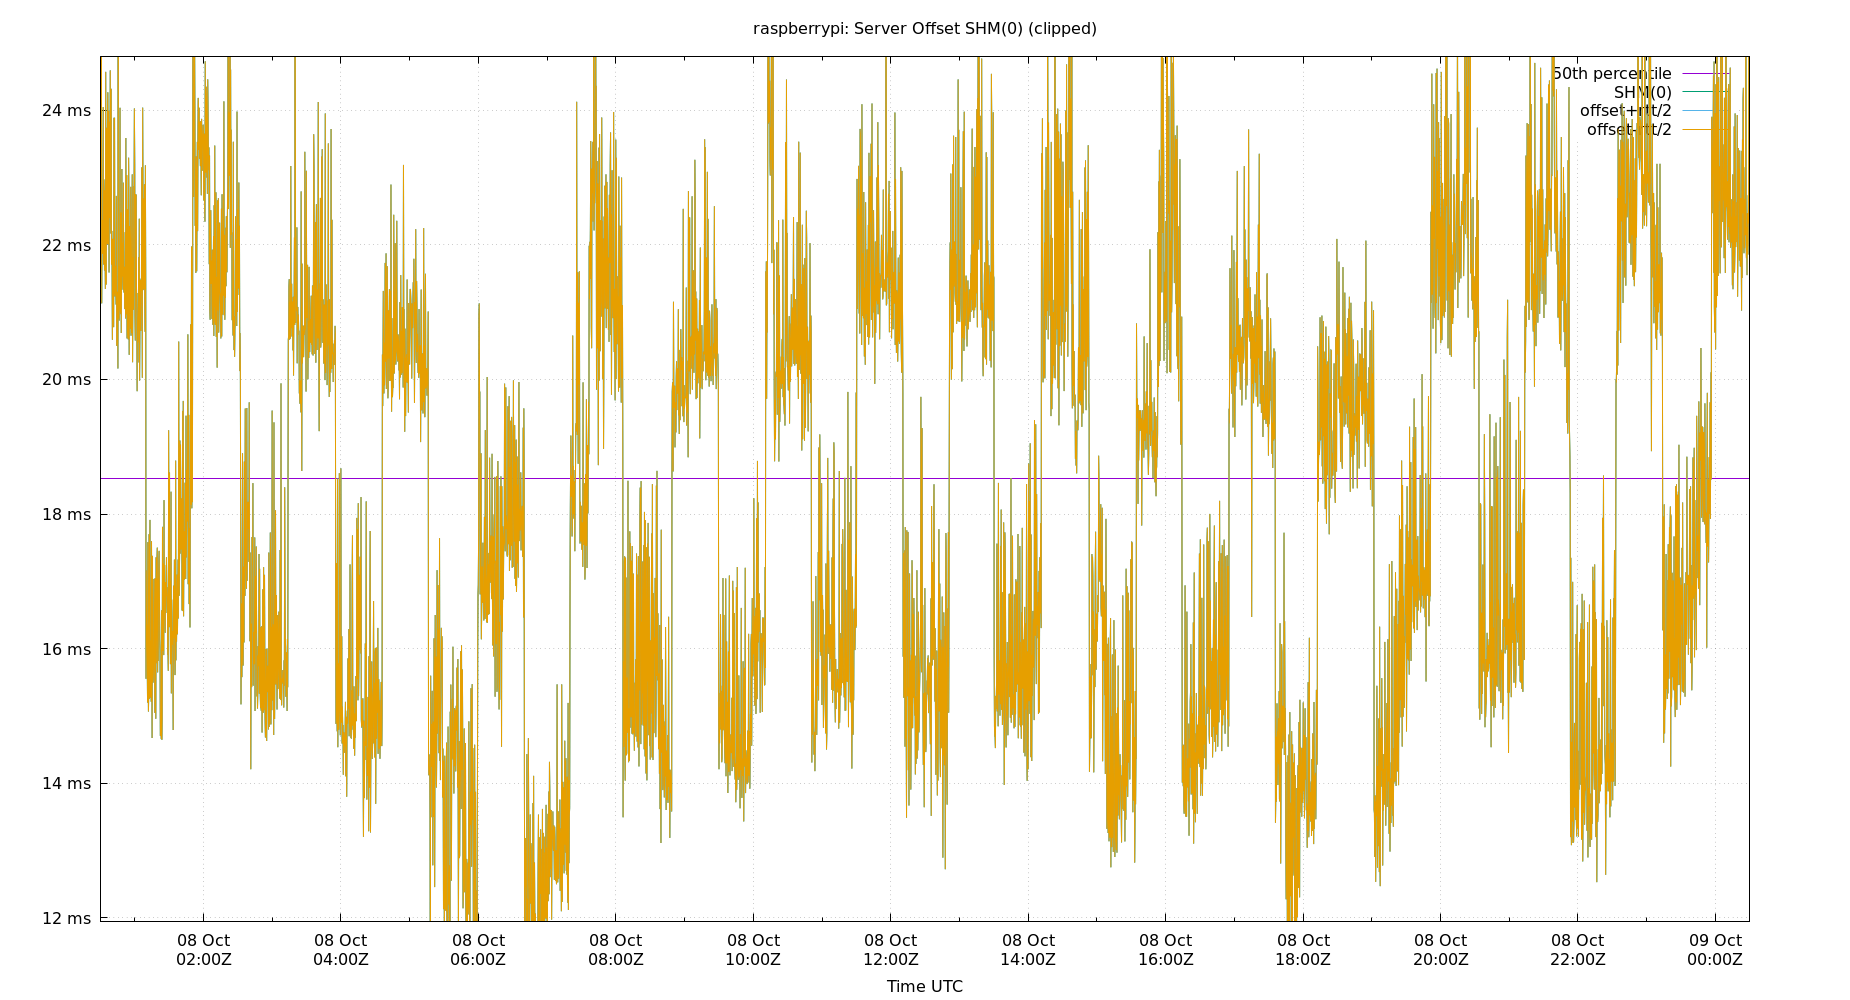 raspberrypi: Server Offset SHM(0) (clipped)
50th percentile
SHM(0)
offset+rtt/2
offset-rtt/2
24 ms
22 ms
20 ms
18 ms
16 ms
14 ms
12 ms
08 Oct 08 Oct 08 Oct 08 Oct 08 Oct 08 Oct 08 Oct 08 Oct 08 Oct 08 Oct 08 Oct 09 Oct
02:00Z 04:00Z 06:00Z 08:00Z 10:00Z 12:00Z 14:00Z 16:00Z 18:00Z 20:00Z 22:00Z 00:00Z
Time UTC